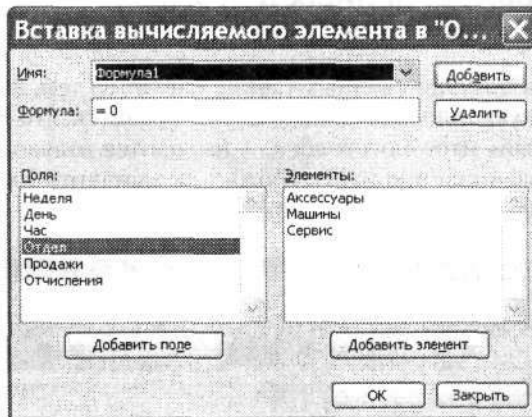 Вставка вычисляемого элемента в "О...
Имя: Формула1 Добавить
Формула: = 0 Удалить
Поля: Элементы:
Неделя Аксессуары
День Машины
Час Сервис
Отдел
Продажи
Отчисления
Добавить поле Добавить элемент
ОК Закрыть